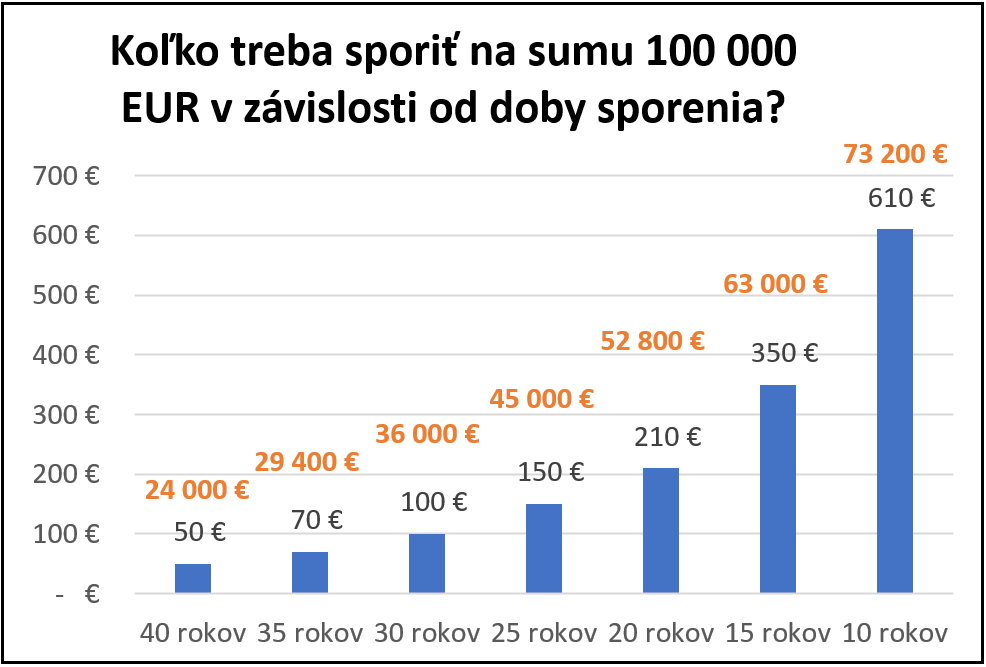 Koľko treba sporiť na sumu 100 000
EUR v závislosti od doby sporenia?
73 200 €
700 €
610 €
600 €
63 000 €
500 €
52 800 €
400 €
350 €
45 000 €
300 €
36 000 €
210 €
29 400 €
200 €
150 €
24 000 €
100 €
70 €
50 €
100 €
- €
40 rokov 35 rokov 30 rokov 25 rokov 20 rokov 15 rokov 10 rokov